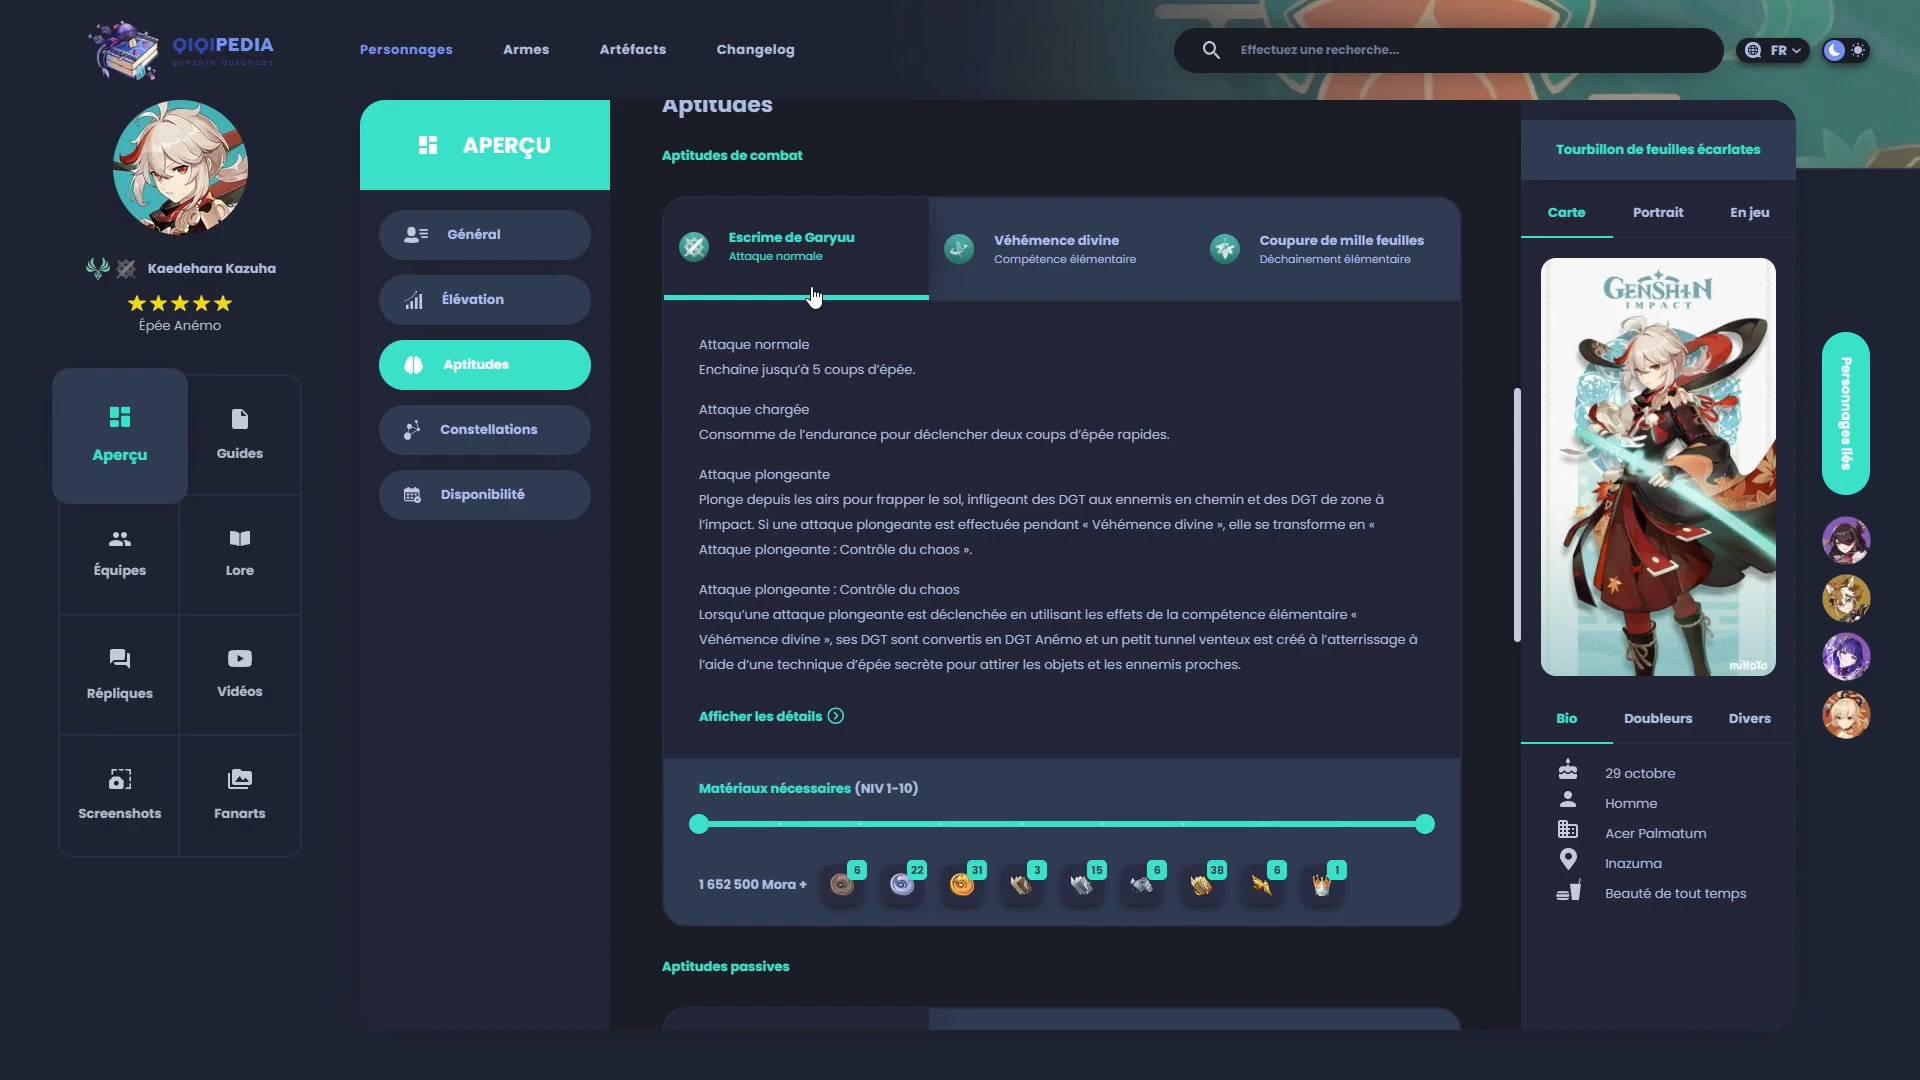 QIQIPEDIA
genshin database
Personnages
Armes
Artéfacts
Changelog
Effectuez une recherche...
FR
Kaedehara Kazuha
Épée Anémo
Aperçu
Guides
Équipes
Lore
Répliques
Vidéos
Screenshots
Fanarts
APERÇU
Général
Élévation
Aptitudes
Constellations
Disponibilité
Aptitudes
Aptitudes de combat
Escrime de Garyuu
Attaque normale
Véhémence divine
Compétence élémentaire
Coupure de mille feuilles
Déchainement élémentaire
Attaque normale
Enchaîne jusqu’à 5 coups d’épée.
Attaque chargée
Consomme de l’endurance pour déclencher deux coups d’épée rapides.
Attaque plongeante
Plonge depuis les airs pour frapper le sol, infligeant des DGT aux ennemis en chemin et des DGT de zone à
l’impact. Si une attaque plongeante est effectuée pendant « Véhémence divine », elle se transforme en «
Attaque plongeante : Contrôle du chaos ».
Attaque plongeante : Contrôle du chaos
Lorsqu’une attaque plongeante est déclenchée en utilisant les effets de la compétence élémentaire «
Véhémence divine », ses DGT sont convertis en DGT Anémo et un petit tunnel venteux est créé à l’atterrissage à
l’aide d’une technique d’épée secrète pour attirer les objets et les ennemis proches.
Afficher les détails
Matériaux nécessaires (NIV 1-10)
1 652 500 Mora +
6
22
31
3
15
6
38
6
1
Aptitudes passives
Tourbillon de feuilles écarlates
Carte
Portrait
En jeu
GENSHIN
IMPACT
miHoYo
Bio
Doubleurs
Divers
29 octobre
Homme
Acer Palmatum
Inazuma
Beauté de tout temps
Personnages liés